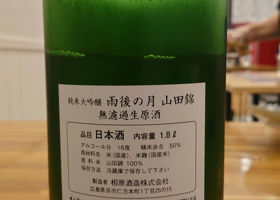 純米大吟醸 雨後の月 山田錦
無濾過生原酒
品目 日本酒 内容量 1.8ℓ
アルコール分 16度 精米歩合 50%
原材料名 米(国産)、米麹(国産米)
原料米 山田錦 100%
保存方法 冷蔵庫で保存して下さい。
製造者 相原酒造株式会社
広島県呉市仁方本町1丁目25の15